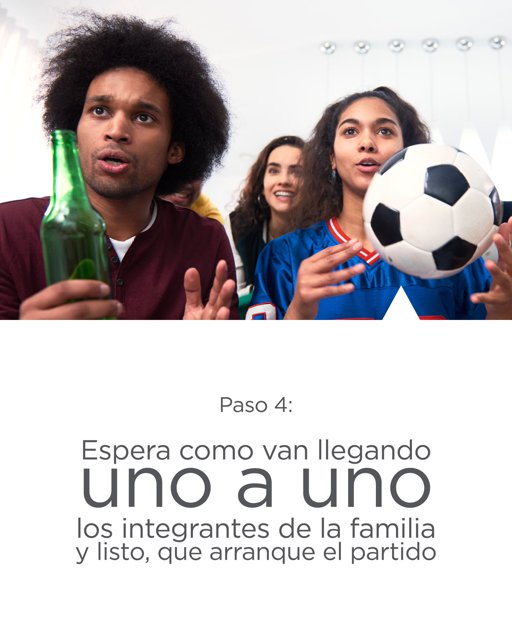 Paso 4:
Espera como van llegando
uno a uno
los integrantes de la familia
y listo, que arranque el partido